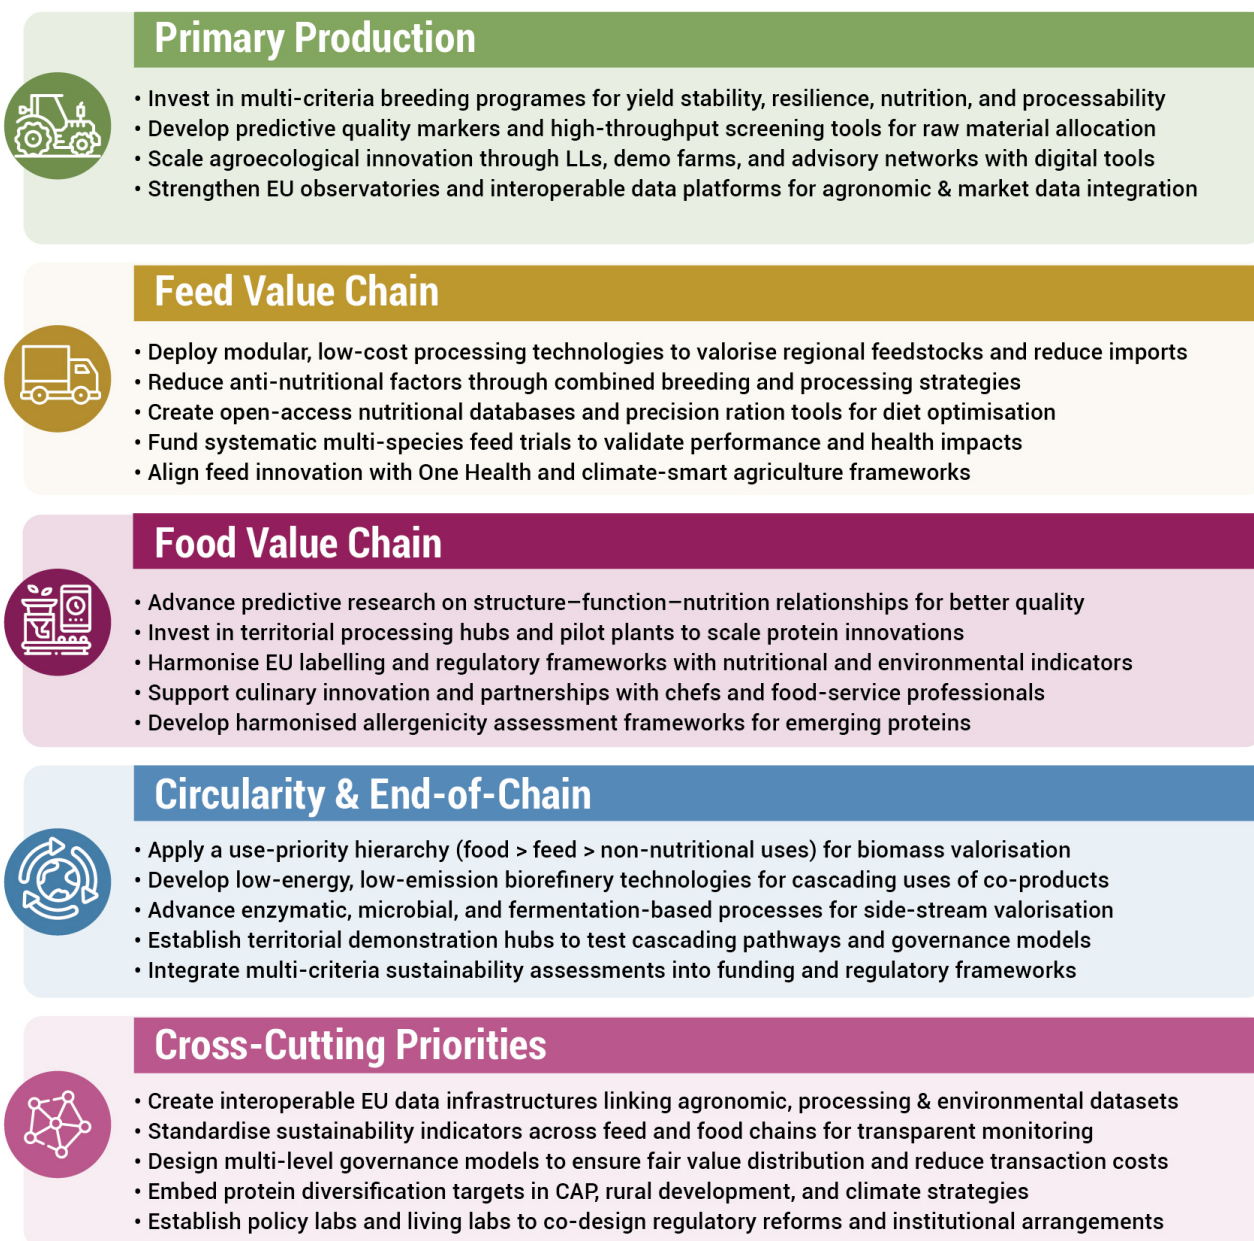 Primary Production
• Invest in multi-criteria breeding programes for yield stability, resilience, nutrition, and processability
• Develop predictive quality markers and high-throughput screening tools for raw material allocation
• Scale agroecological innovation through LLs, demo farms, and advisory networks with digital tools
• Strengthen EU observatories and interoperable data platforms for agronomic & market data integration
Feed Value Chain
• Deploy modular, low-cost processing technologies to valorise regional feedstocks and reduce imports
• Reduce anti-nutritional factors through combined breeding and processing strategies
• Create open-access nutritional databases and precision ration tools for diet optimisation
• Fund systematic multi-species feed trials to validate performance and health impacts
• Align feed innovation with One Health and climate-smart agriculture frameworks
Food Value Chain
• Advance predictive research on structure–function–nutrition relationships for better quality
• Invest in territorial processing hubs and pilot plants to scale protein innovations
• Harmonise EU labelling and regulatory frameworks with nutritional and environmental indicators
• Support culinary innovation and partnerships with chefs and food-service professionals
• Develop harmonised allergenicity assessment frameworks for emerging proteins
Circularity & End-of-Chain
• Apply a use-priority hierarchy (food > feed > non-nutritional uses) for biomass valorisation
• Develop low-energy, low-emission biorefinery technologies for cascading uses of co-products
• Advance enzymatic, microbial, and fermentation-based processes for side-stream valorisation
• Establish territorial demonstration hubs to test cascading pathways and governance models
• Integrate multi-criteria sustainability assessments into funding and regulatory frameworks
Cross-Cutting Priorities
• Create interoperable EU data infrastructures linking agronomic, processing & environmental datasets
• Standardise sustainability indicators across feed and food chains for transparent monitoring
• Design multi-level governance models to ensure fair value distribution and reduce transaction costs
• Embed protein diversification targets in CAP, rural development, and climate strategies
• Establish policy labs and living labs to co-design regulatory reforms and institutional arrangements